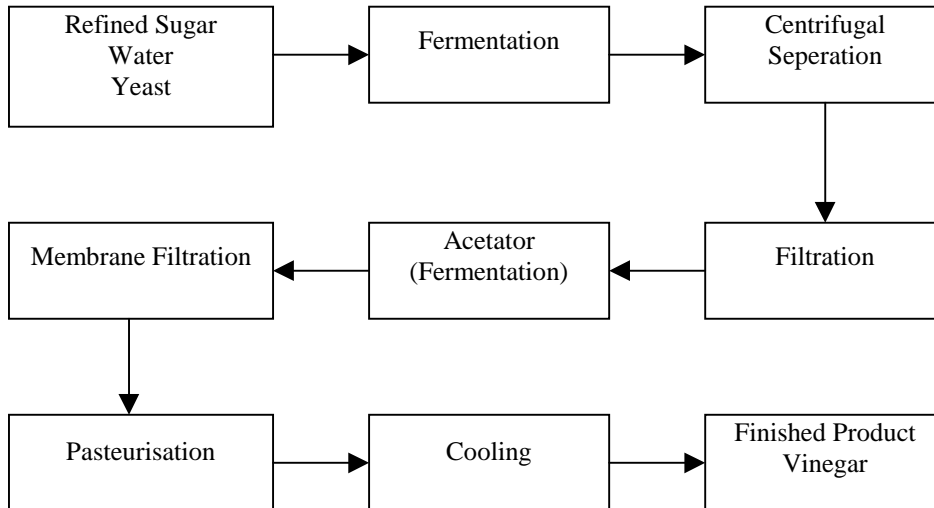 Refined Sugar
Water
Yeast
Fermentation
Centrifugal
Seperation
Filtration
Acetator
(Fermentation)
Membrane Filtration
Pasteurisation
Cooling
Finished Product
Vinegar